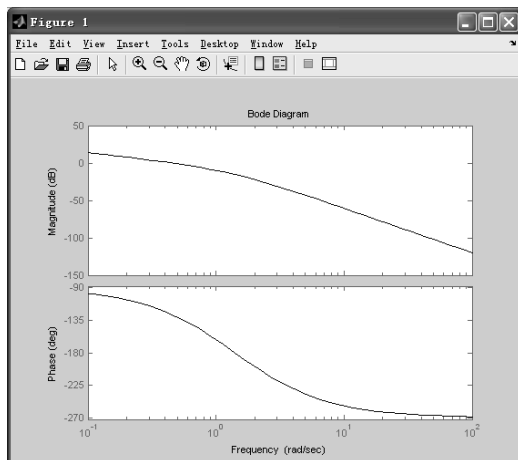 Figure 1
File Edit View Insert Tools Desktop Window Help
Bode Diagram
50
0
-50
-100
-150
Magnitude (dB)
-90
-135
-180
-225
-270
Phase (deg)
10^-1 10^0 10^1 10^2
Frequency (rad/sec)